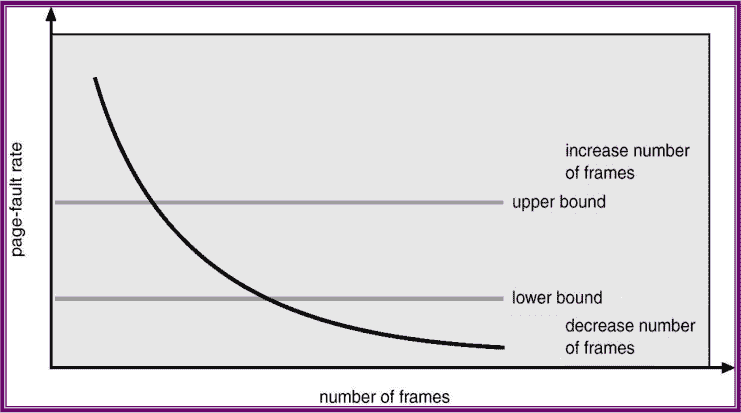 page-fault rate
increase number
of frames
upper bound
lower bound
decrease number
of frames
number of frames